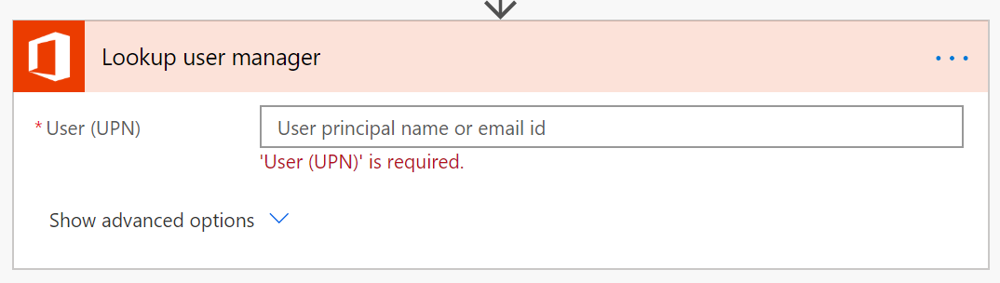 Lookup user manager
* User (UPN)
User principal name or email id
'User (UPN)' is required.
Show advanced options